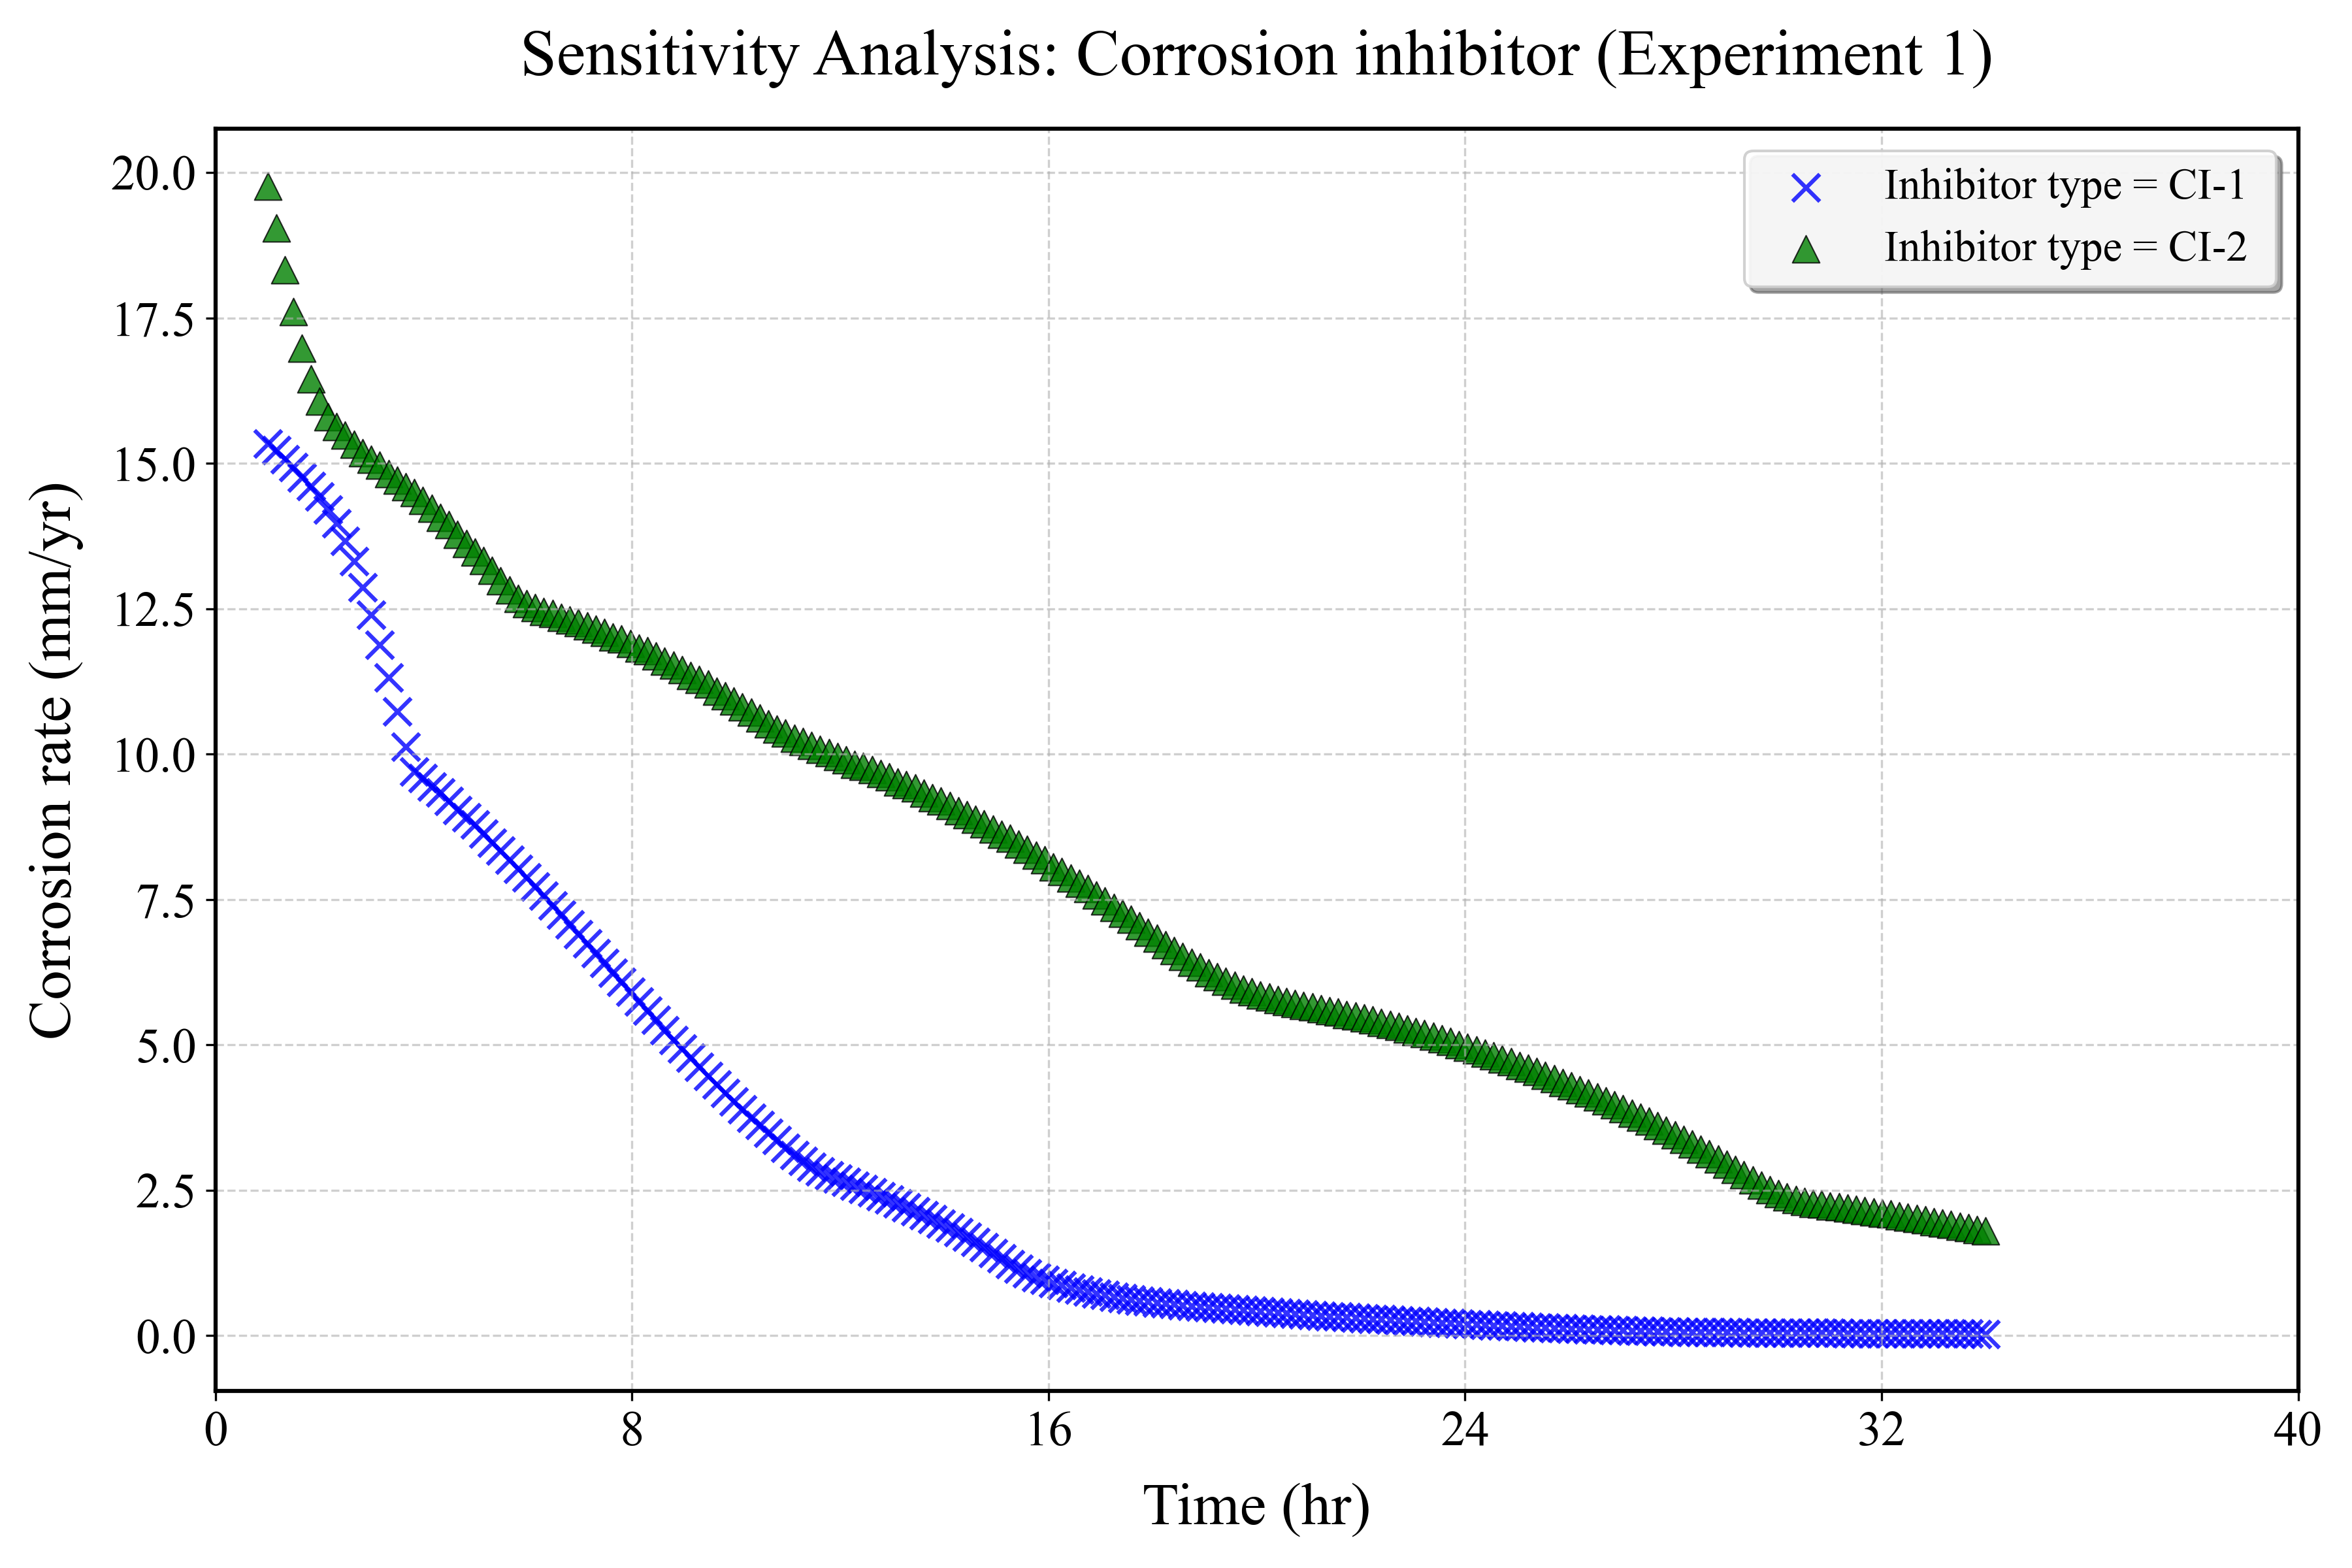 Sensitivity Analysis: Corrosion inhibitor (Experiment 1)
Inhibitor type = CI-1
Inhibitor type = CI-2
Corrosion rate (mm/yr)
20.0
17.5
15.0
12.5
10.0
7.5
5.0
2.5
0.0
0 8 16 24 32 40
Time (hr)